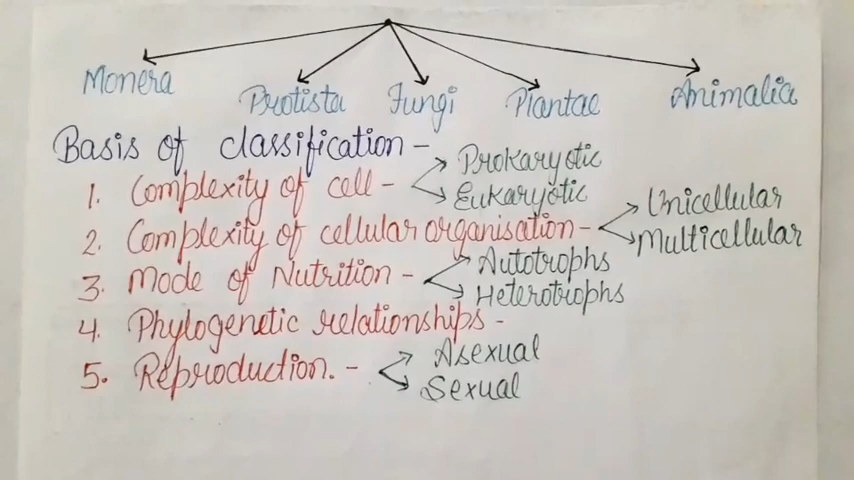 Monera Protista Fungi Plantae Animalia
Basis of classification -
1. Complexity of cell - Prokaryotic
Eukaryotic
2. Complexity of cellular organisation - Unicellular
Multicellular
3. Mode of Nutrition - Autotrophs
Heterotrophs
4. Phylogenetic relationships -
5. Reproduction. - Asexual
Sexual